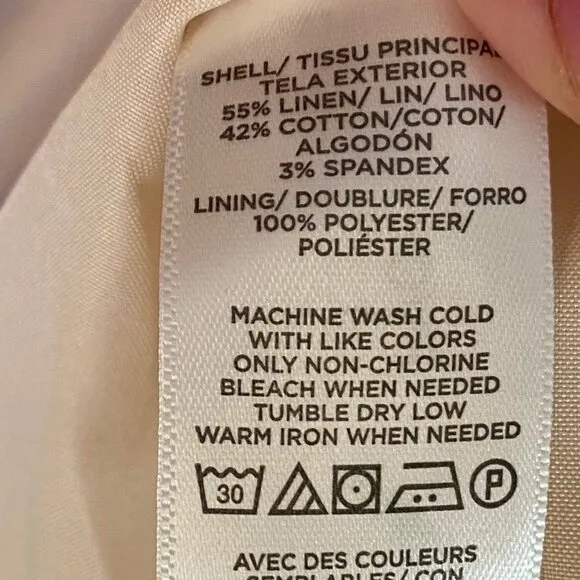 SHELL/ TISSU PRINCIPAL
TELA EXTERIOR
55% LINEN/ LIN/ LINO
42% COTTON/COTON/
ALGODÓN
3% SPANDEX
LINING/ DOUBLURE/ FORRO
100% POLYESTER/
POLIÉSTER
MACHINE WASH COLD
WITH LIKE COLORS
ONLY NON-CHLORINE
BLEACH WHEN NEEDED
TUMBLE DRY LOW
WARM IRON WHEN NEEDED
30 P
AVEC DES COULEURS
SEMBLABLES/ CON